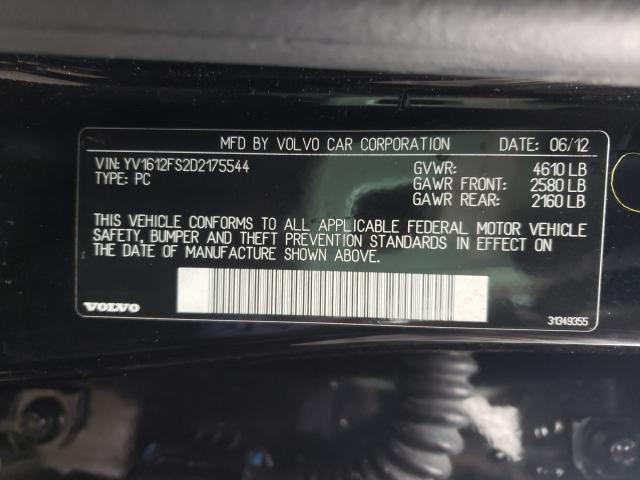 MFD BY VOLVO CAR CORPORATION DATE: 06/12
VIN: YV1612FS2D2175544 GVWR: 4610 LB
TYPE: PC GAWR FRONT: 2580 LB
GAWR REAR: 2160 LB
THIS VEHICLE CONFORMS TO ALL APPLICABLE FEDERAL MOTOR VEHICLE
SAFETY, BUMPER AND THEFT PREVENTION STANDARDS IN EFFECT ON
THE DATE OF MANUFACTURE SHOWN ABOVE.
VOLVO 31349355